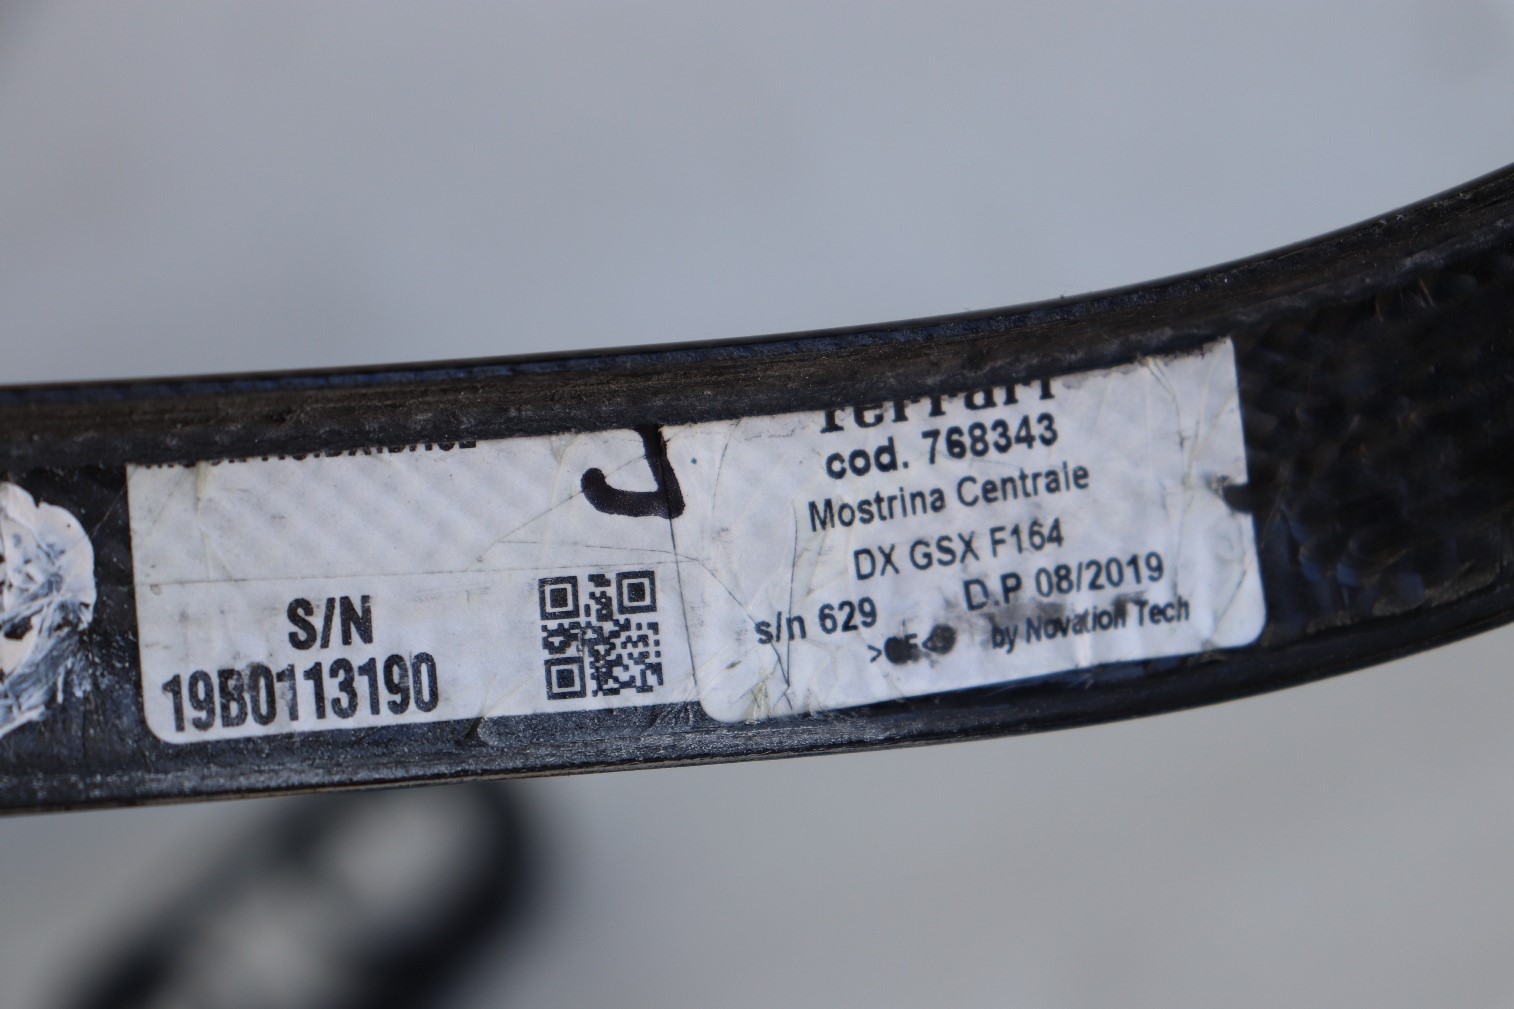 S/N
19B0113190
ferrari
cod. 768343
Mostrina Centrale
DX GSX F164
D.P 08/2019
s/n 629
by Novation Tech